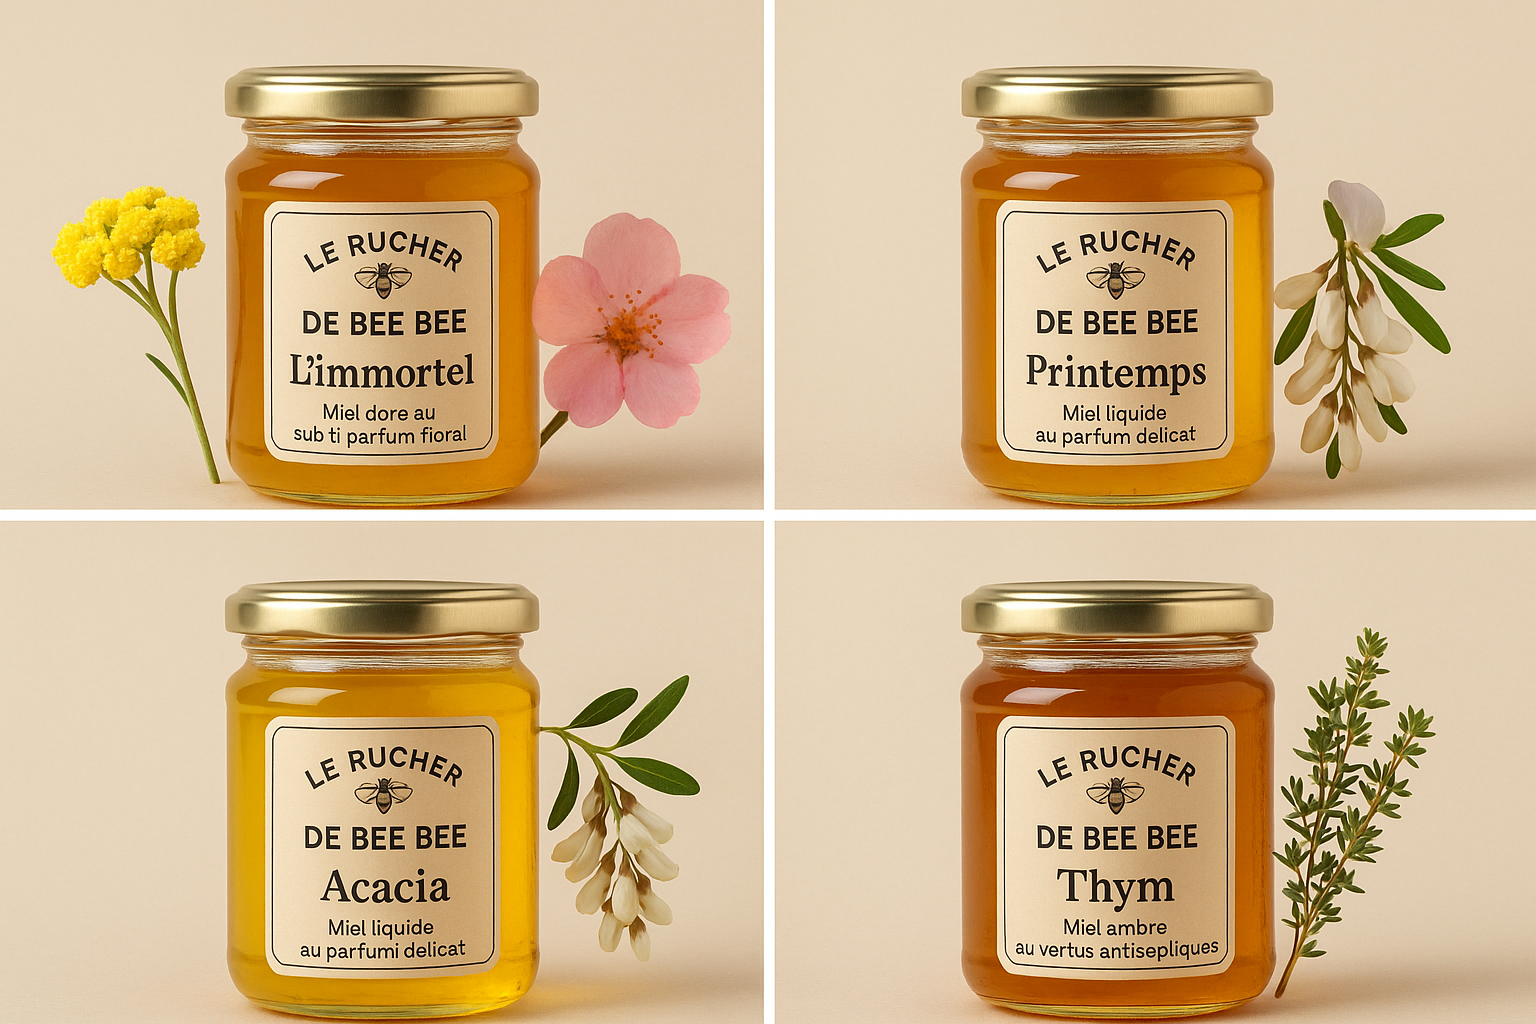 LE RUCHER
DE BEE BEE
L'immortel
Miel dore au
sub ti parfum fioral
LE RUCHER
DE BEE BEE
Printemps
Miel liquide
au parfum delicat
LE RUCHER
DE BEE BEE
Acacia
Miel liquide
au parfumi delicat
LE RUCHER
DE BEE BEE
Thym
Miel ambre
au vertus antisepliques